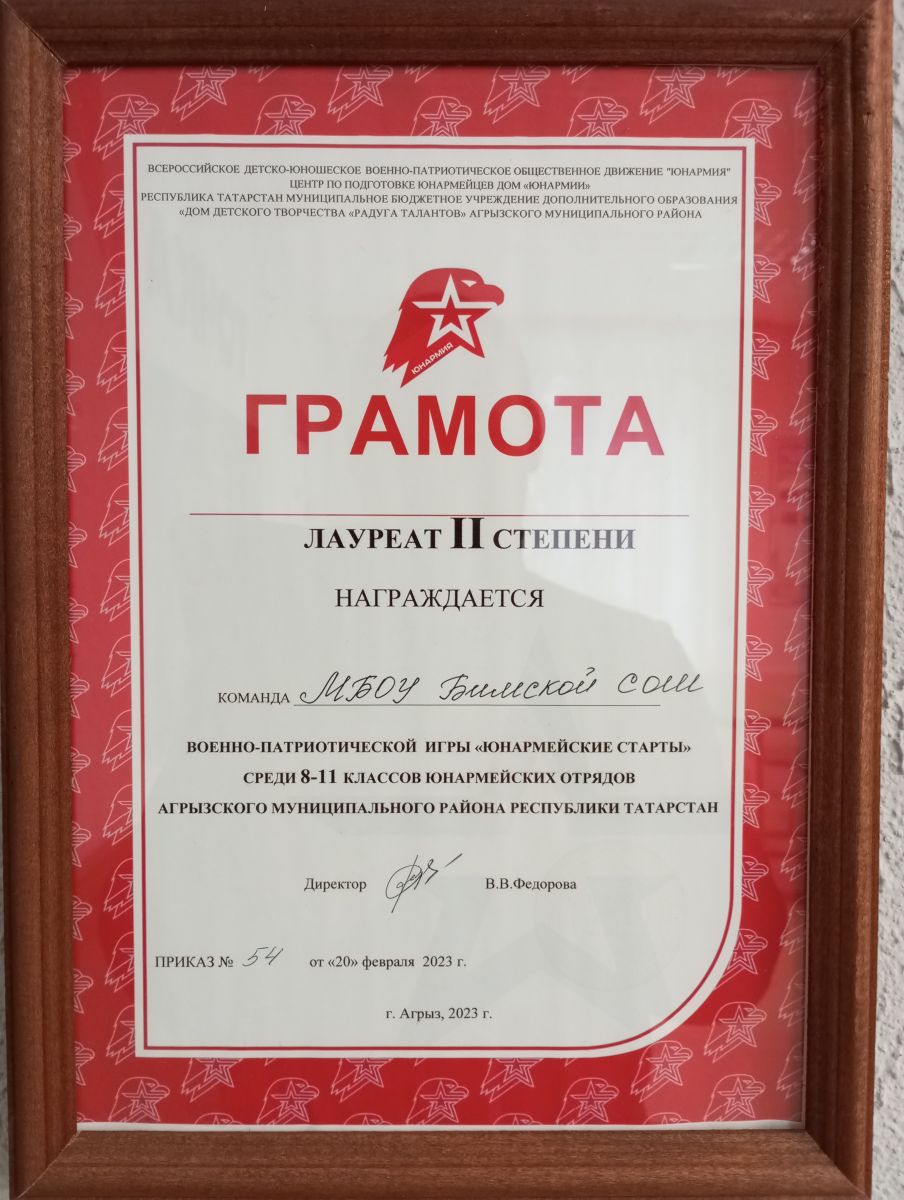 ВСЕРОССИЙСКОЕ ДЕТСКО-ЮНОШЕСКОЕ ВОЕННО-ПАТРИОТИЧЕСКОЕ ОБЩЕСТВЕННОЕ ДВИЖЕНИЕ "ЮНАРМИЯ"
ЦЕНТР ПО ПОДГОТОВКЕ ЮНАРМЕЙЦЕВ ДОМ «ЮНАРМИИ»
РЕСПУБЛИКА ТАТАРСТАН МУНИЦИПАЛЬНОЕ БЮДЖЕТНОЕ УЧРЕЖДЕНИЕ ДОПОЛНИТЕЛЬНОГО ОБРАЗОВАНИЯ
«ДОМ ДЕТСКОГО ТВОРЧЕСТВА «РАДУГА ТАЛАНТОВ» АГРЫЗСКОГО МУНИЦИПАЛЬНОГО РАЙОНА
ЮНАРМИЯ
ГРАМОТА
ЛАУРЕАТ II СТЕПЕНИ
НАГРАЖДАЕТСЯ
КОМАНДА МБОУ Бимской СОШ
ВОЕННО-ПАТРИОТИЧЕСКОЙ ИГРЫ «ЮНАРМЕЙСКИЕ СТАРТЫ»
СРЕДИ 8-11 КЛАССОВ ЮНАРМЕЙСКИХ ОТРЯДОВ
АГРЫЗСКОГО МУНИЦИПАЛЬНОГО РАЙОНА РЕСПУБЛИКИ ТАТАРСТАН
Директор В.В.Федорова
ПРИКАЗ № 54 от «20» февраля 2023 г.
г. Агрыз, 2023 г.